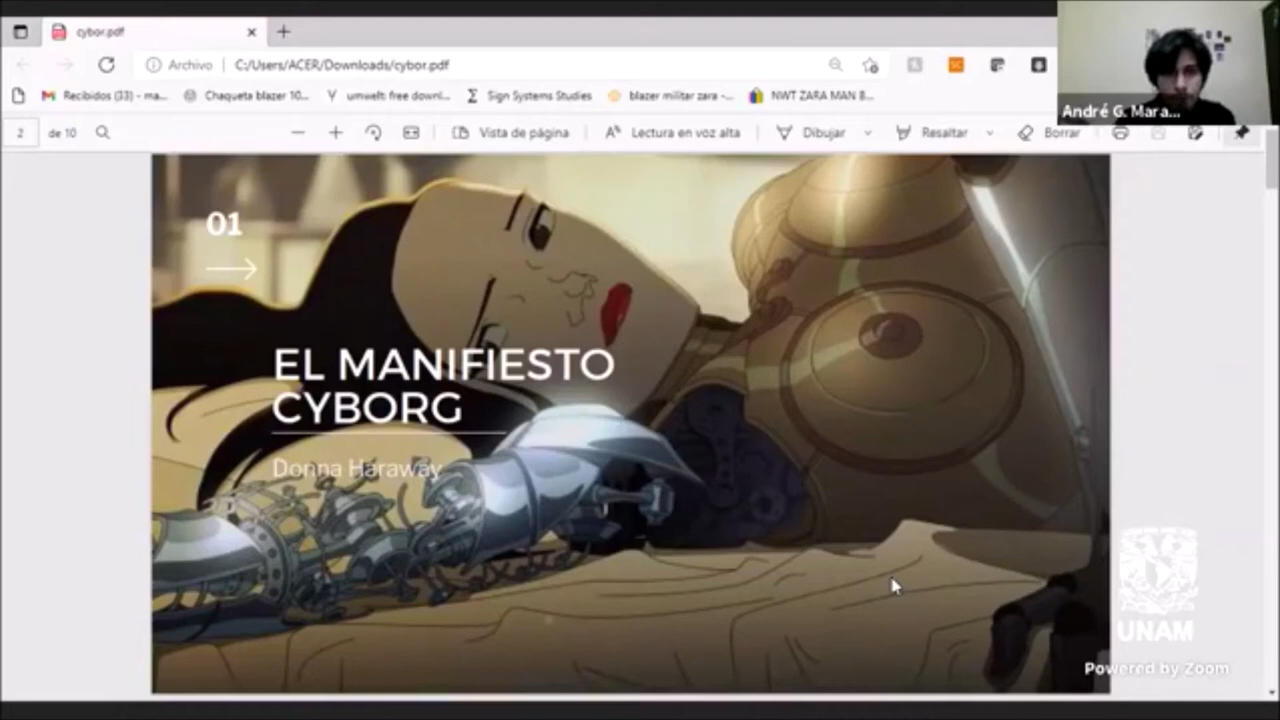 cybor.pdf
Archivo
C:/Users/ACER/Downloads/cybor.pdf
Recibidos (33) - ma...
Chaqueta blazer 10...
umwelt: free downl...
Sign Systems Studies
blazer militar zara -...
NWT ZARA MAN B...
André G. Mara...
2 de 10
Vista de página
Lectura en voz alta
Dibujar
Resaltar
Borrar
01
EL MANIFIESTO
CYBORG
Donna Haraway
UNAM
Powered by Zoom